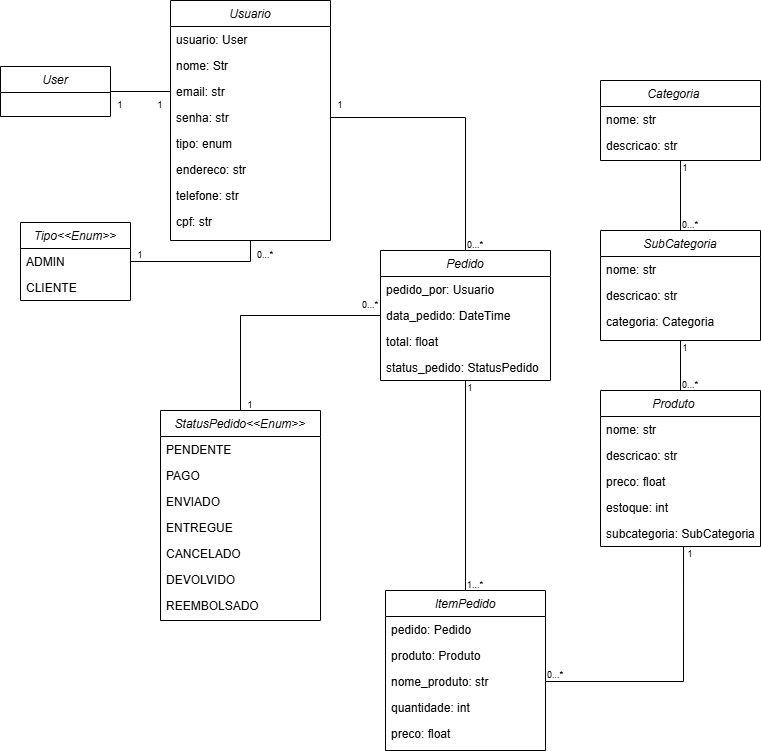 Usuario
usuario: User
nome: Str
email: str
senha: str
tipo: enum
endereco: str
telefone: str
cpf: str
User
1
1
1
0...*
Tipo<<Enum>>
ADMIN
CLIENTE
1
0...*
Pedido
pedido_por: Usuario
data_pedido: DateTime
total: float
status_pedido: StatusPedido
0...*
1
StatusPedido<<Enum>>
PENDENTE
PAGO
ENVIADO
ENTREGUE
CANCELADO
DEVOLVIDO
REEMBOLSADO
1
1...*
ItemPedido
pedido: Pedido
produto: Produto
nome_produto: str
quantidade: int
preco: float
0...*
Categoria
nome: str
descricao: str
1
0...*
SubCategoria
nome: str
descricao: str
categoria: Categoria
1
0...*
Produto
nome: str
descricao: str
preco: float
estoque: int
subcategoria: SubCategoria
1